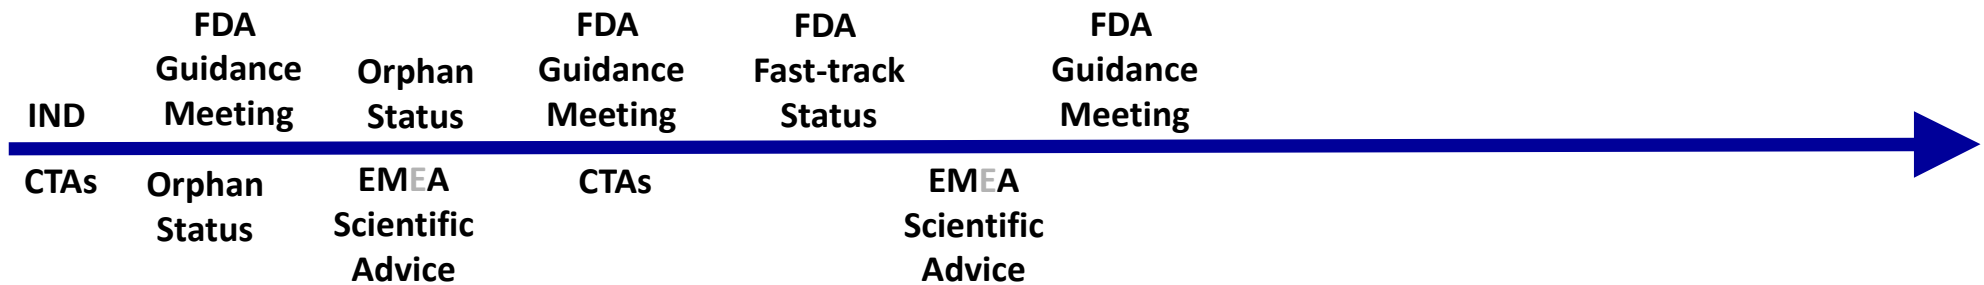 IND
FDA
Guidance
Meeting
Orphan
Status
FDA
Guidance
Meeting
FDA
Fast-track
Status
FDA
Guidance
Meeting
CTAs
Orphan
Status
EMEA
Scientific
Advice
CTAs
EMEA
Scientific
Advice